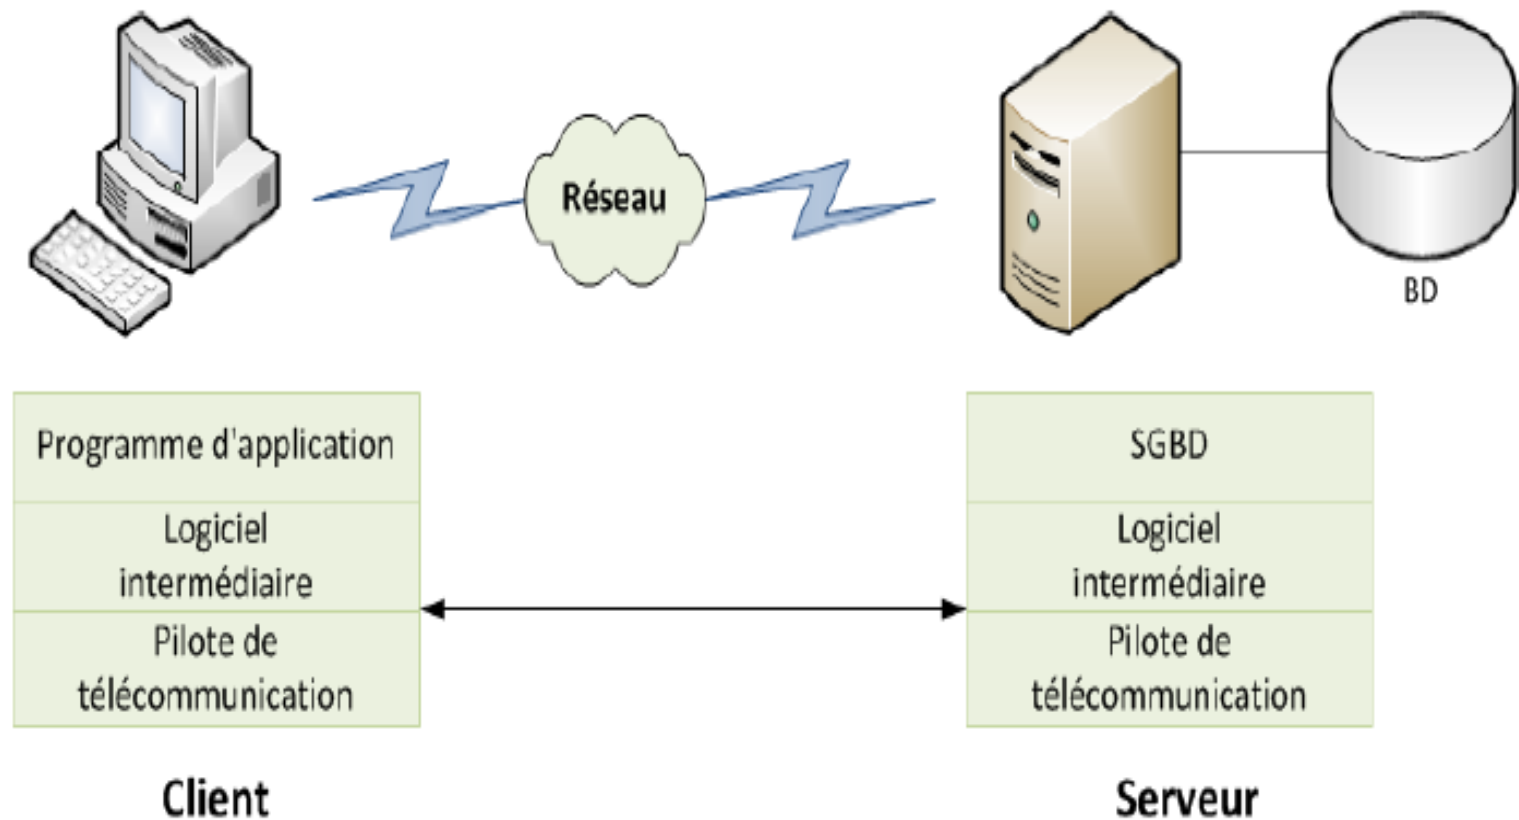 Réseau
BD
Programme d'application
Logiciel
intermédiaire
Pilote de
télécommunication
Client
SGBD
Logiciel
intermédiaire
Pilote de
télécommunication
Serveur